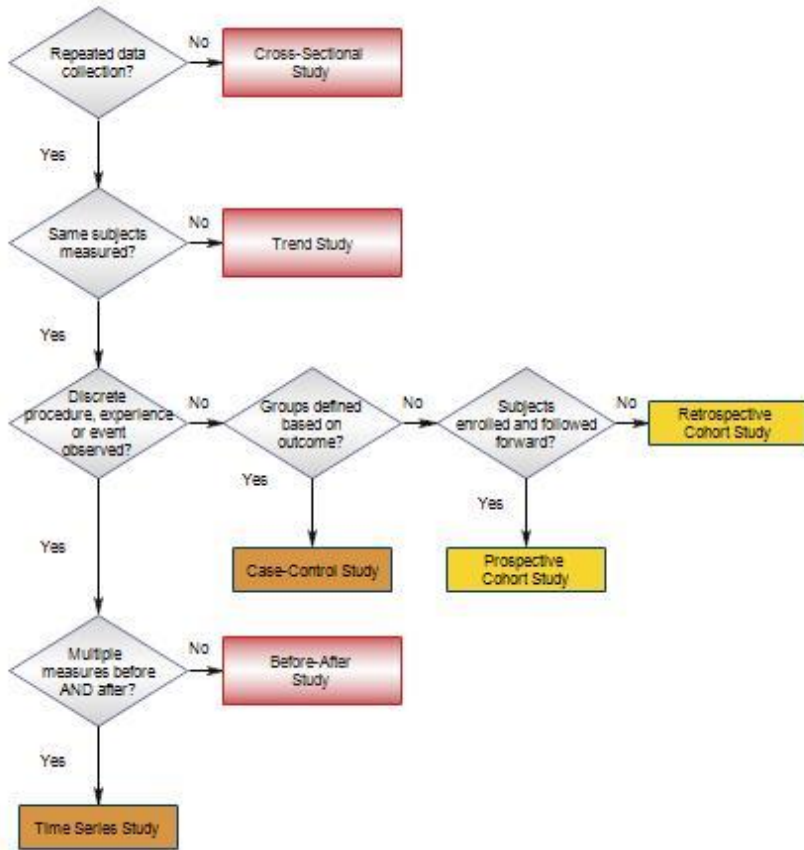 Repeated data
collection?
No
Cross-Sectional
Study
Yes
Same subjects
measured?
No
Trend Study
Yes
Discrete
procedure, experience
or event
observed?
No
Groups defined
based on
outcome?
No
Subjects
enrolled and followed
forward?
No
Retrospective
Cohort Study
Yes
Yes
Yes
Case-Control Study
Prospective
Cohort Study
Multiple
measures before
AND after?
No
Before-After
Study
Yes
Time Series Study